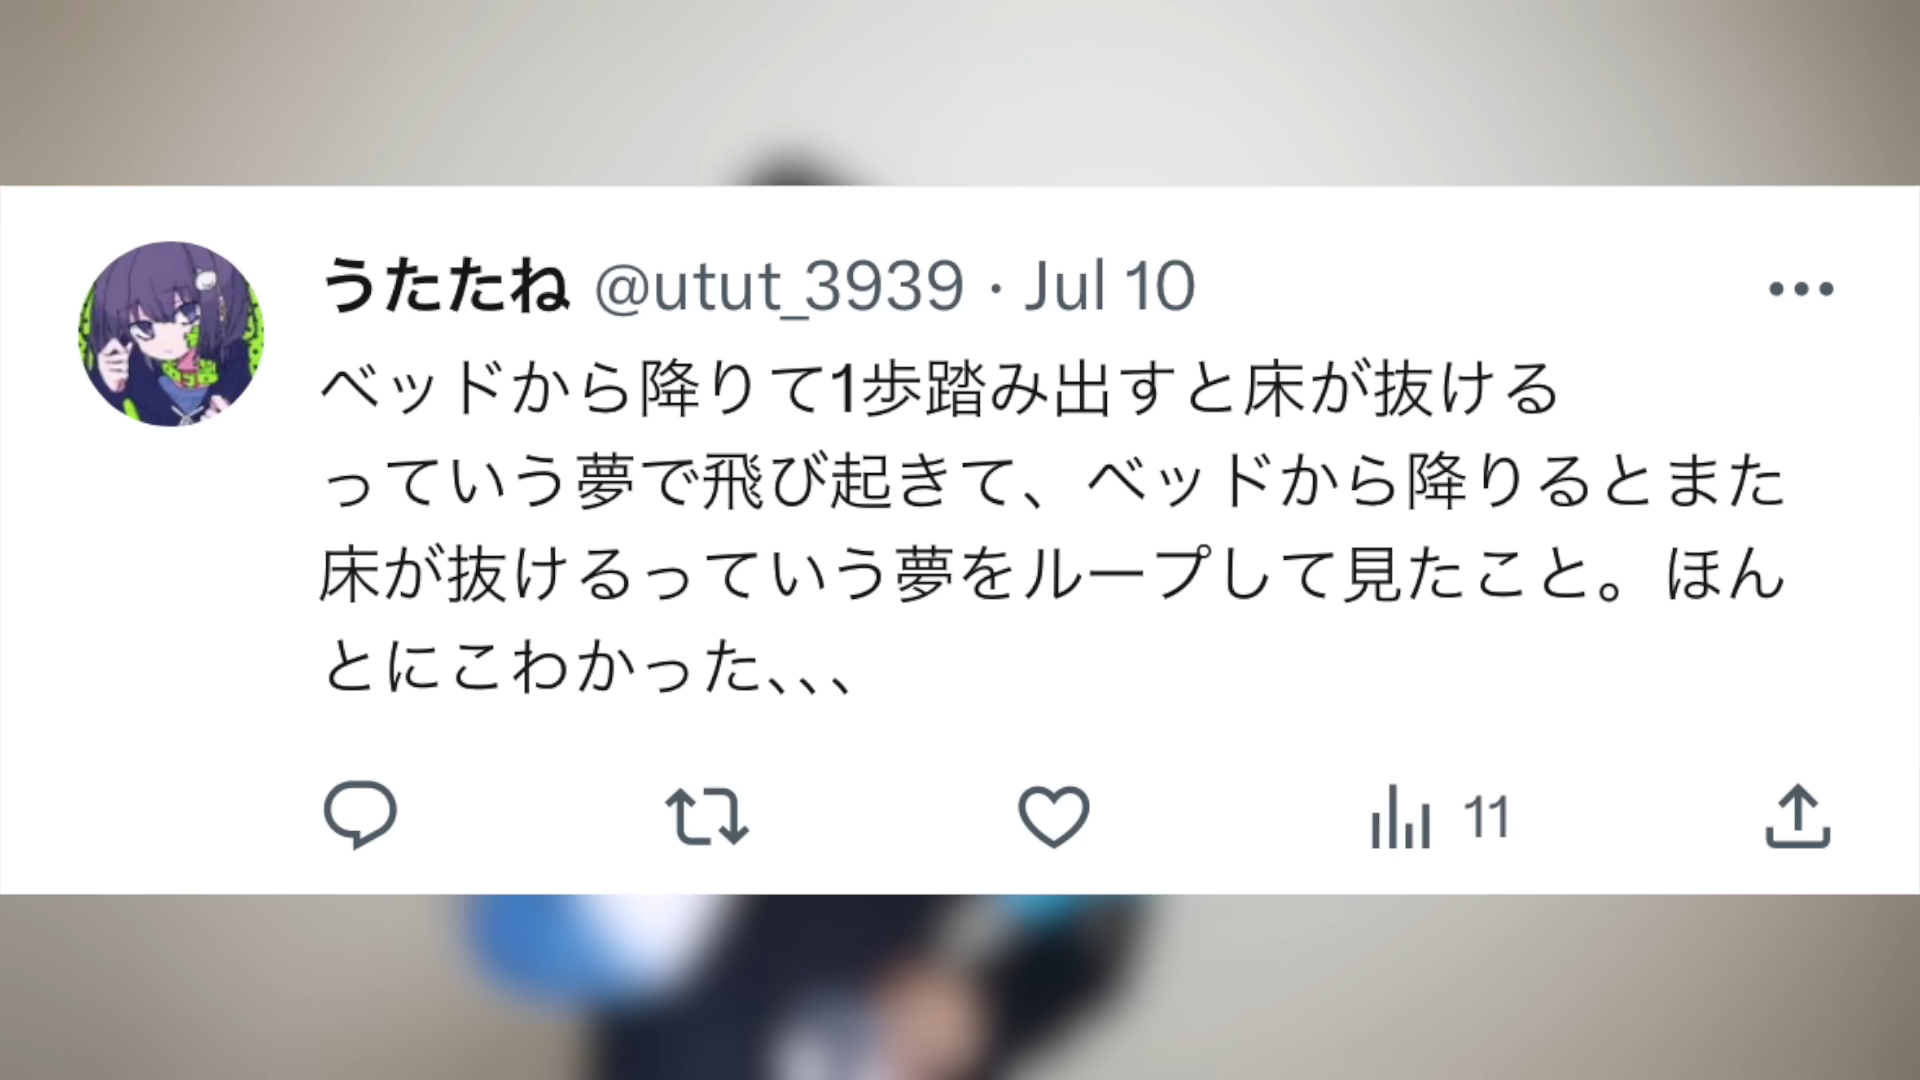 うたたね @utut_3939 · Jul 10
ベッドから降りて1歩踏み出すと床が抜ける
っていう夢で飛び起きて、ベッドから降りるとまた
床が抜けるっていう夢をループして見たこと。ほん
とにこわかった、、、
11